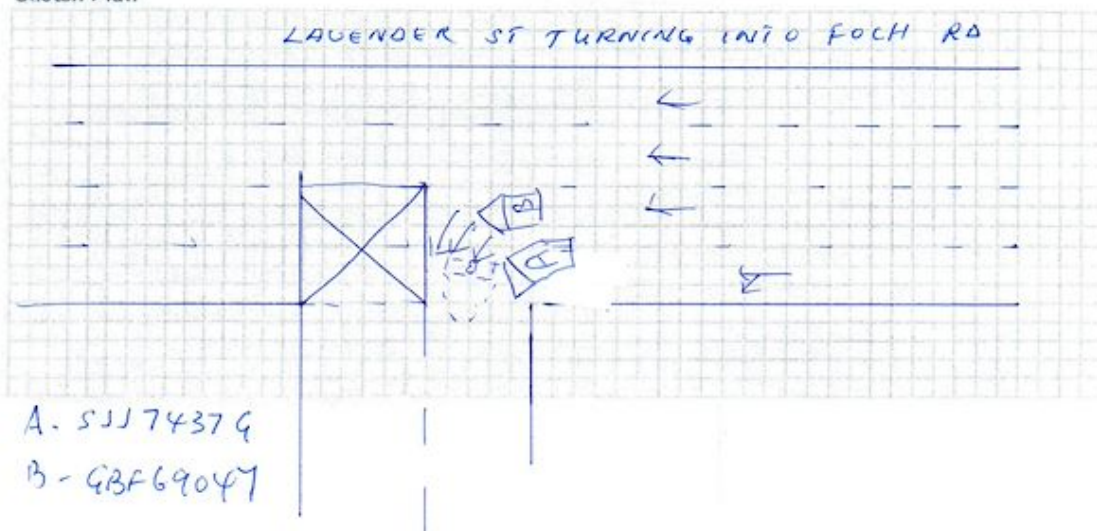 LAVENDER ST TURNING INTO FOCH RD
B
A
A. SJJ7437G
B - GBF6904Y